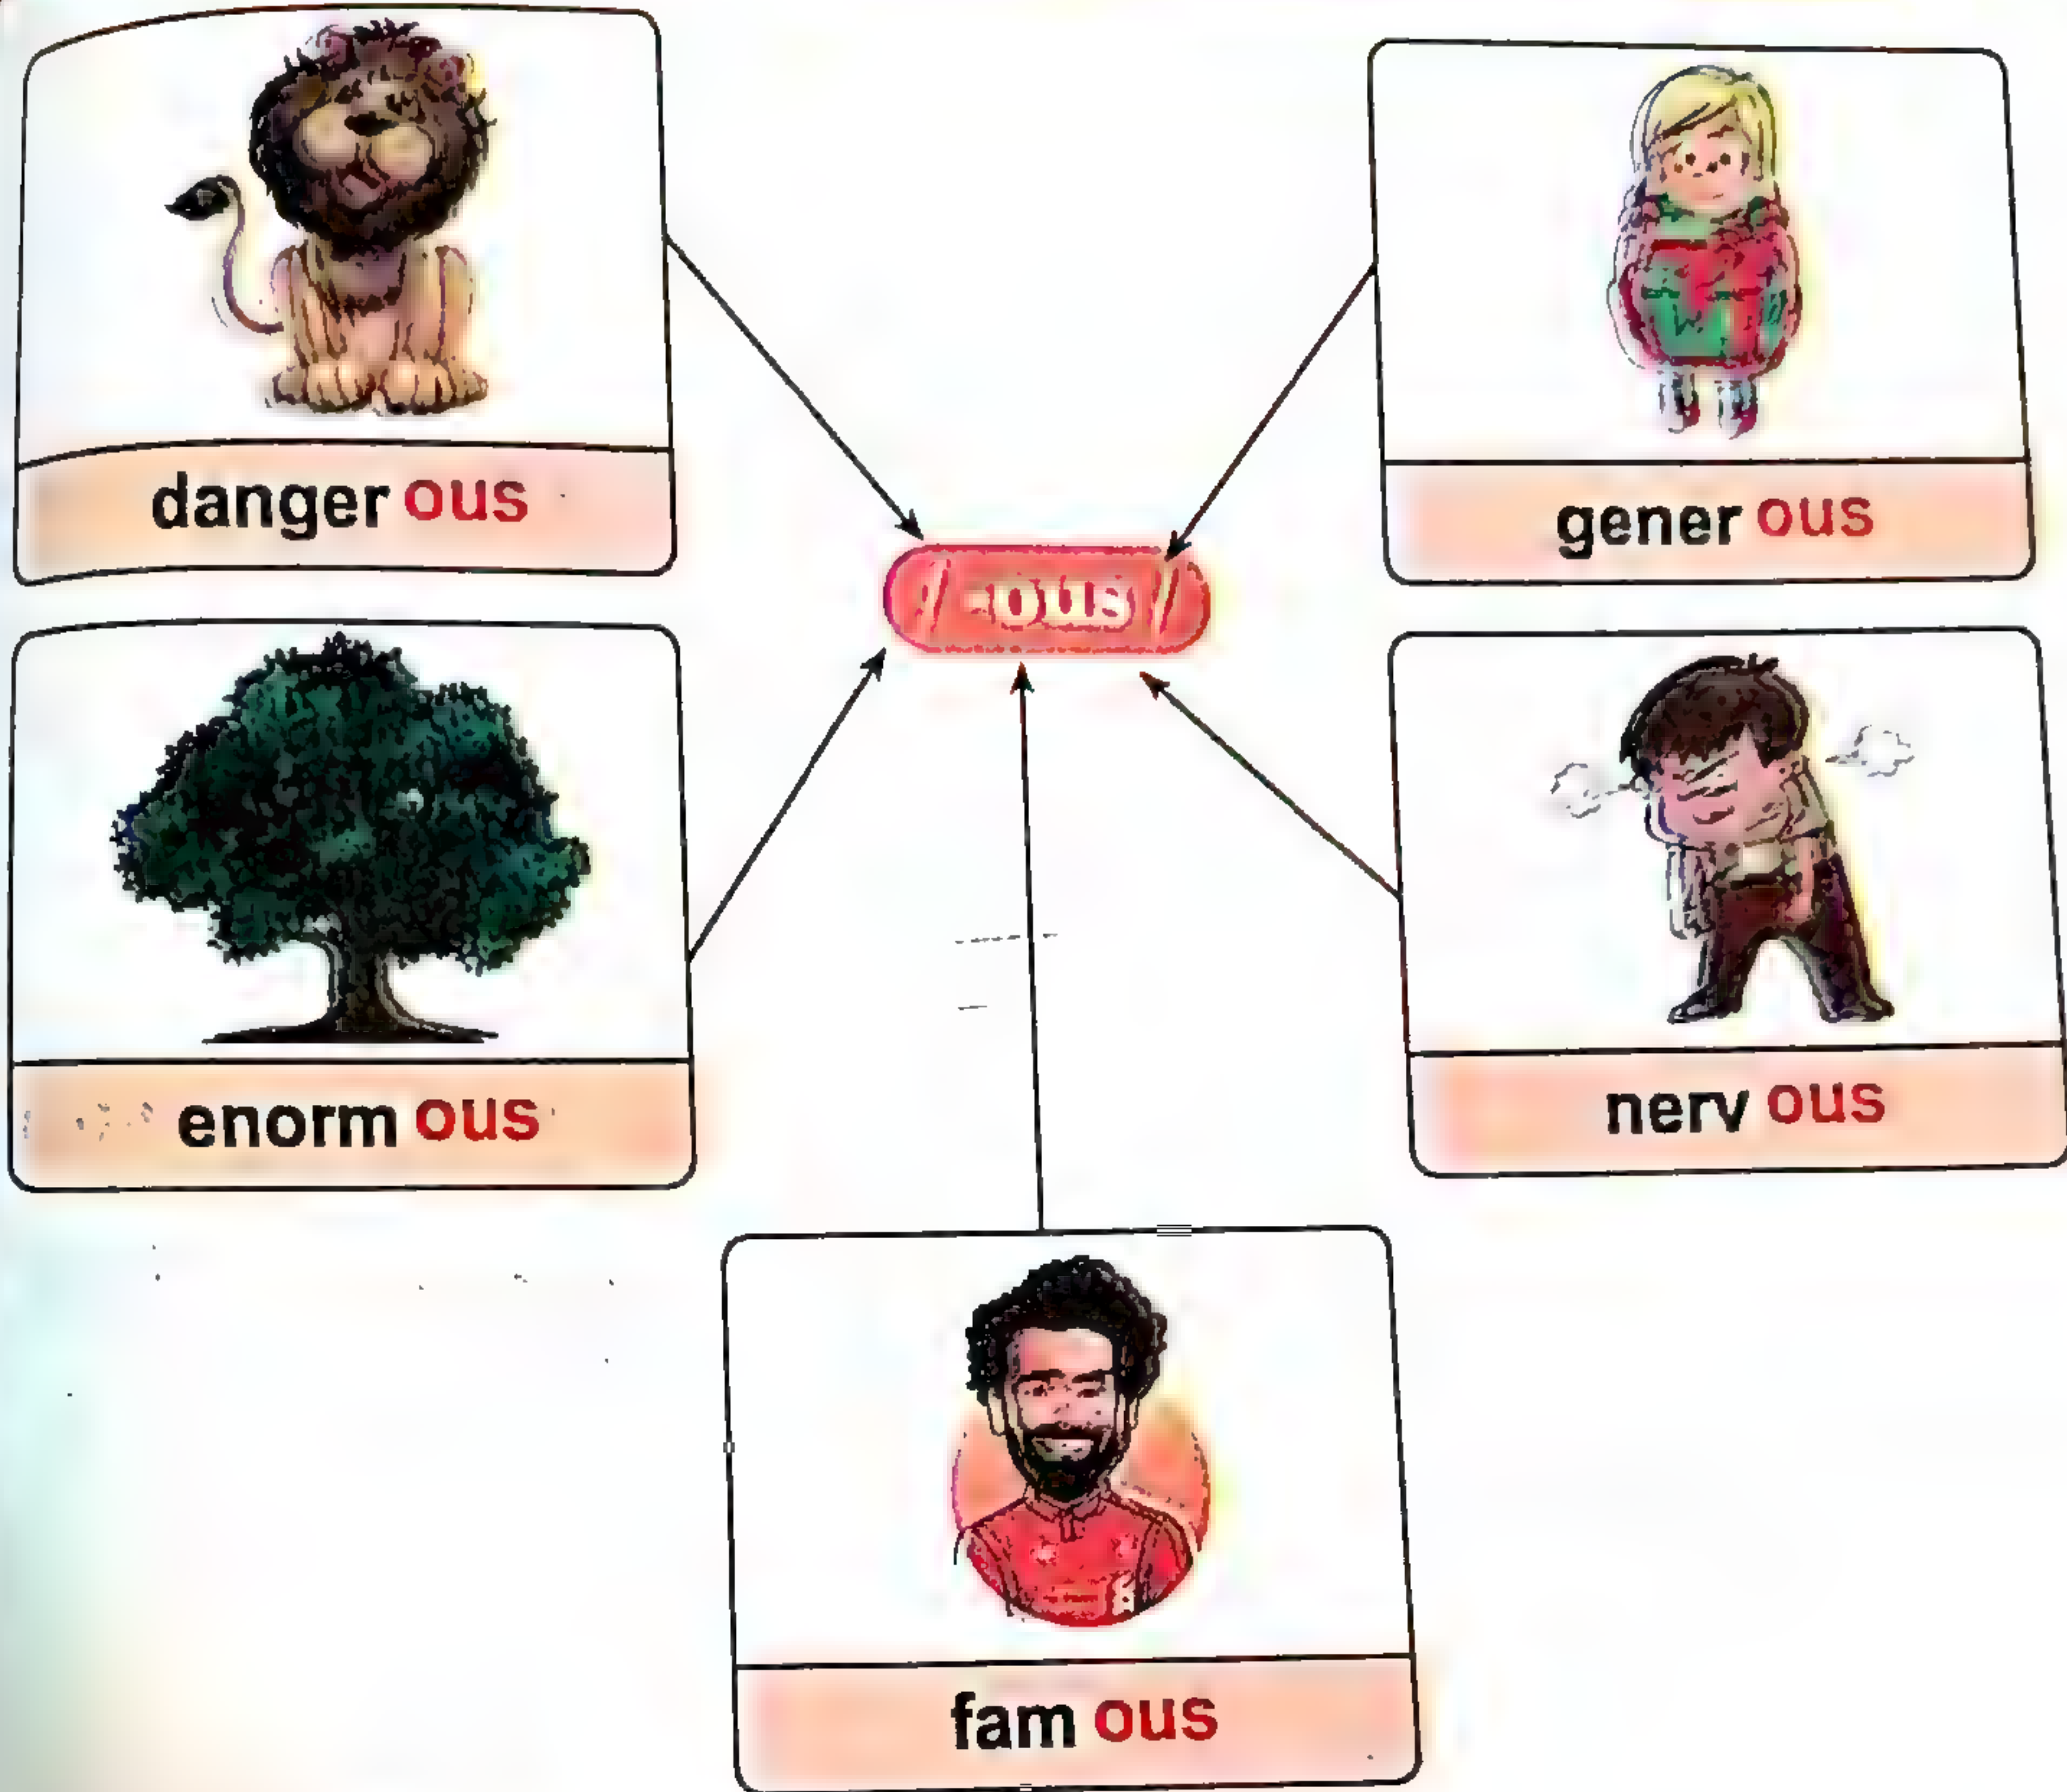 danger ous
gener ous
/ -ous /
enorm ous
nerv ous
fam ous